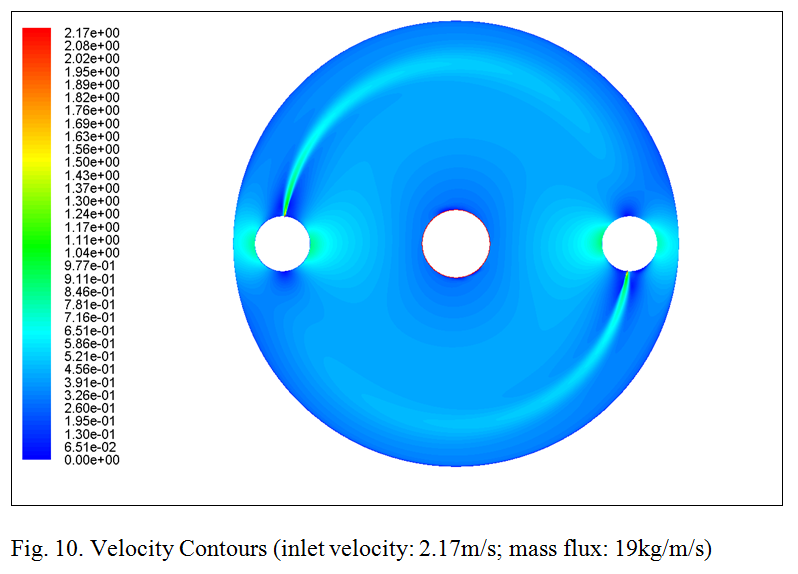 2.17e+00
2.08e+00
2.02e+00
1.95e+00
1.89e+00
1.82e+00
1.76e+00
1.69e+00
1.63e+00
1.56e+00
1.50e+00
1.43e+00
1.37e+00
1.30e+00
1.24e+00
1.17e+00
1.11e+00
1.04e+00
9.77e-01
9.11e-01
8.46e-01
7.81e-01
7.16e-01
6.51e-01
5.86e-01
5.21e-01
4.56e-01
3.91e-01
3.26e-01
2.60e-01
1.95e-01
1.30e-01
6.51e-02
0.00e+00
Fig. 10. Velocity Contours (inlet velocity: 2.17m/s; mass flux: 19kg/m/s)